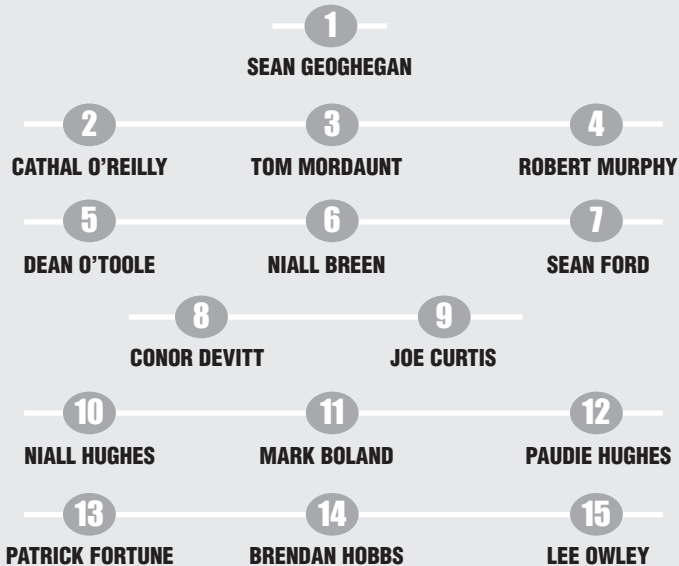 1
SEAN GEOGHEGAN
2 3 4
CATHAL O'REILLY TOM MORDAUNT ROBERT MURPHY
5 6 7
DEAN O'TOOLE NIALL BREEN SEAN FORD
8 9
CONOR DEVITT JOE CURTIS
10 11 12
NIALL HUGHES MARK BOLAND PAUDIE HUGHES
13 14 15
PATRICK FORTUNE BRENDAN HOBBS LEE OWLEY